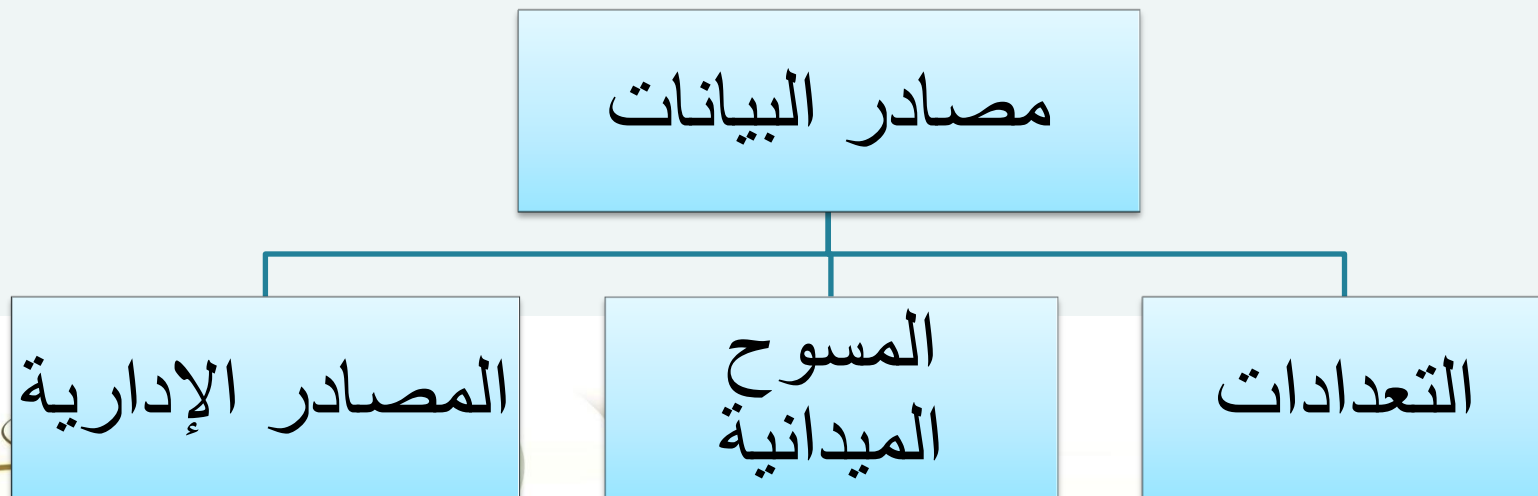 مصادر البيانات
التعدادات
المسوح
الميدانية
المصادر الإدارية